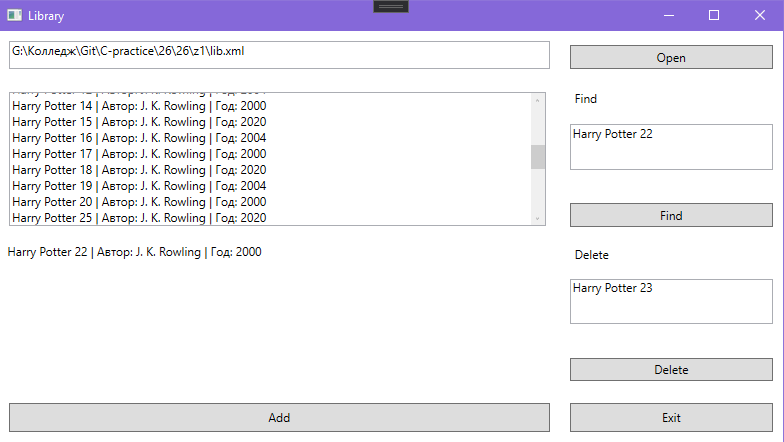 Library
G:\Колледж\Git\C-practice\26\26\z1\lib.xml
Open
Harry Potter 14 | Автор: J. K. Rowling | Год: 2000
Harry Potter 15 | Автор: J. K. Rowling | Год: 2020
Harry Potter 16 | Автор: J. K. Rowling | Год: 2004
Harry Potter 17 | Автор: J. K. Rowling | Год: 2000
Harry Potter 18 | Автор: J. K. Rowling | Год: 2020
Harry Potter 19 | Автор: J. K. Rowling | Год: 2004
Harry Potter 20 | Автор: J. K. Rowling | Год: 2000
Harry Potter 25 | Автор: J. K. Rowling | Год: 2020
Find
Harry Potter 22
Find
Harry Potter 22 | Автор: J. K. Rowling | Год: 2000
Delete
Harry Potter 23
Delete
Add
Exit